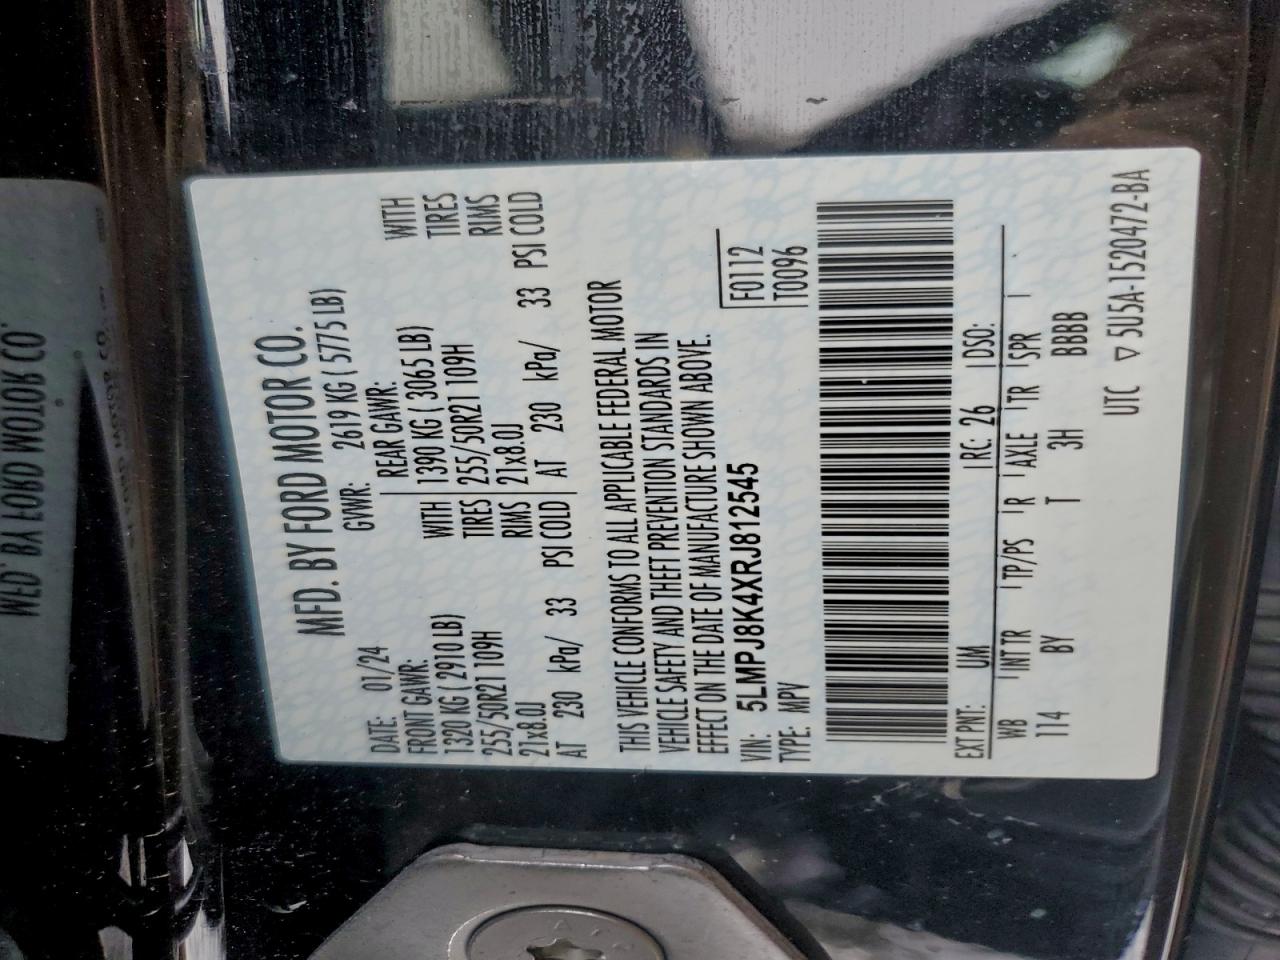 MFD. BY FORD MOTOR CO.
DATE: 01/24 GVWR: 2619 KG ( 5775 LB)
FRONT GAWR: REAR GAWR:
1320 KG ( 2910 LB) WITH 1390 KG ( 3065 LB) WITH
255/50R21 109H TIRES 255/50R21 109H TIRES
21x8.0J RIMS 21x8.0J RIMS
AT 230 kPa/ 33 PSI COLD AT 230 kPa/ 33 PSI COLD
THIS VEHICLE CONFORMS TO ALL APPLICABLE FEDERAL MOTOR
VEHICLE SAFETY AND THEFT PREVENTION STANDARDS IN
EFFECT ON THE DATE OF MANUFACTURE SHOWN ABOVE.
VIN: 5LMPJ8K4XRJ812545 F0112
TYPE: MPV T0096
EXT PNT: UM RC: 26 DSO:
WB INT TR TP/PS R AXLE TR SPR
114 BY T 3H BBBB
UTC ▽ 5U5A-1520472-BA
MFD. BY FORD MOTOR CO.